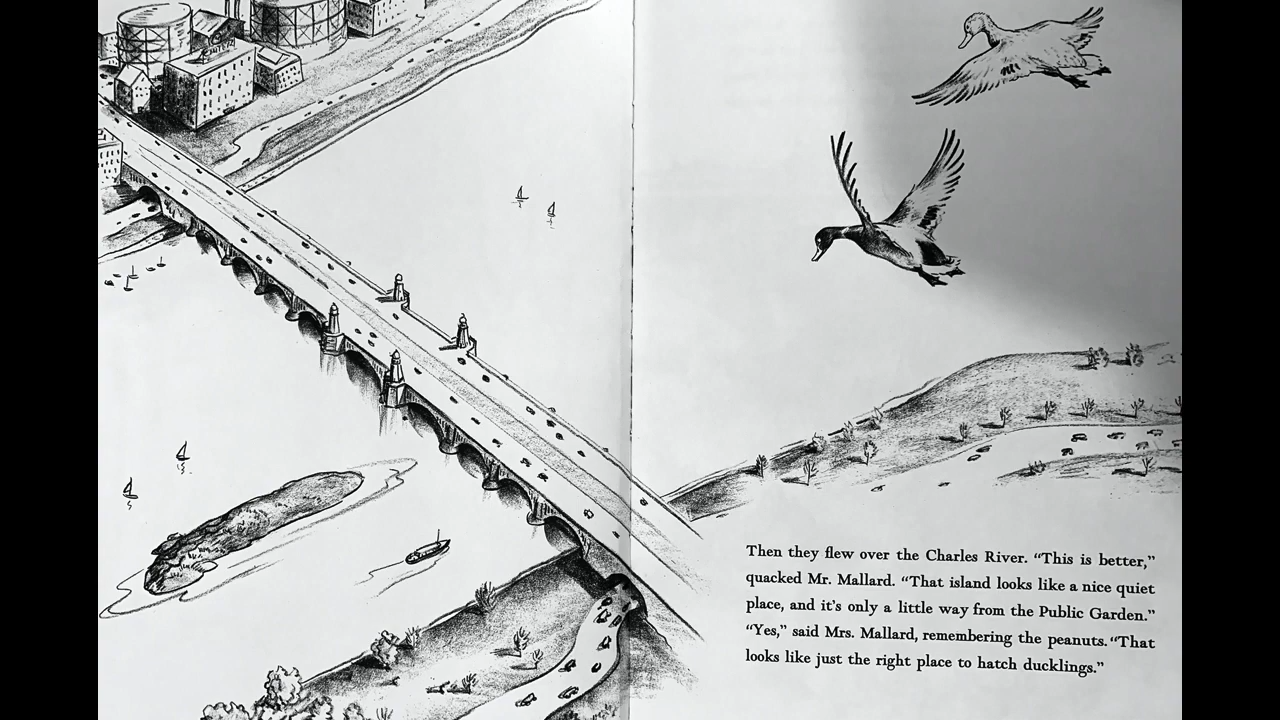 Then they flew over the Charles River. “This is better,”
quacked Mr. Mallard. “That island looks like a nice quiet
place, and it’s only a little way from the Public Garden.”
“Yes,” said Mrs. Mallard, remembering the peanuts. “That
looks like just the right place to hatch ducklings.”